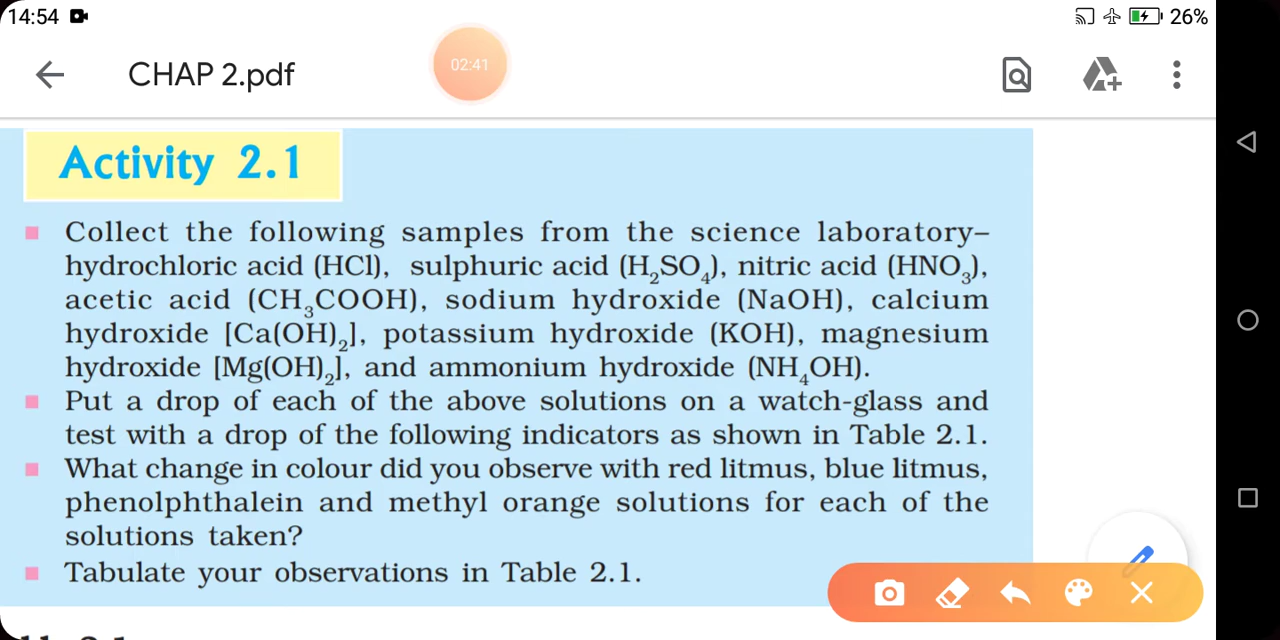 14:54
26%
CHAP 2.pdf
02:41
Activity 2.1
Collect the following samples from the science laboratory–
hydrochloric acid (HCl), sulphuric acid (H₂SO₄), nitric acid (HNO₃),
acetic acid (CH₃COOH), sodium hydroxide (NaOH), calcium
hydroxide [Ca(OH)₂], potassium hydroxide (KOH), magnesium
hydroxide [Mg(OH)₂], and ammonium hydroxide (NH₄OH).
Put a drop of each of the above solutions on a watch-glass and
test with a drop of the following indicators as shown in Table 2.1.
What change in colour did you observe with red litmus, blue litmus,
phenolphthalein and methyl orange solutions for each of the
solutions taken?
Tabulate your observations in Table 2.1.